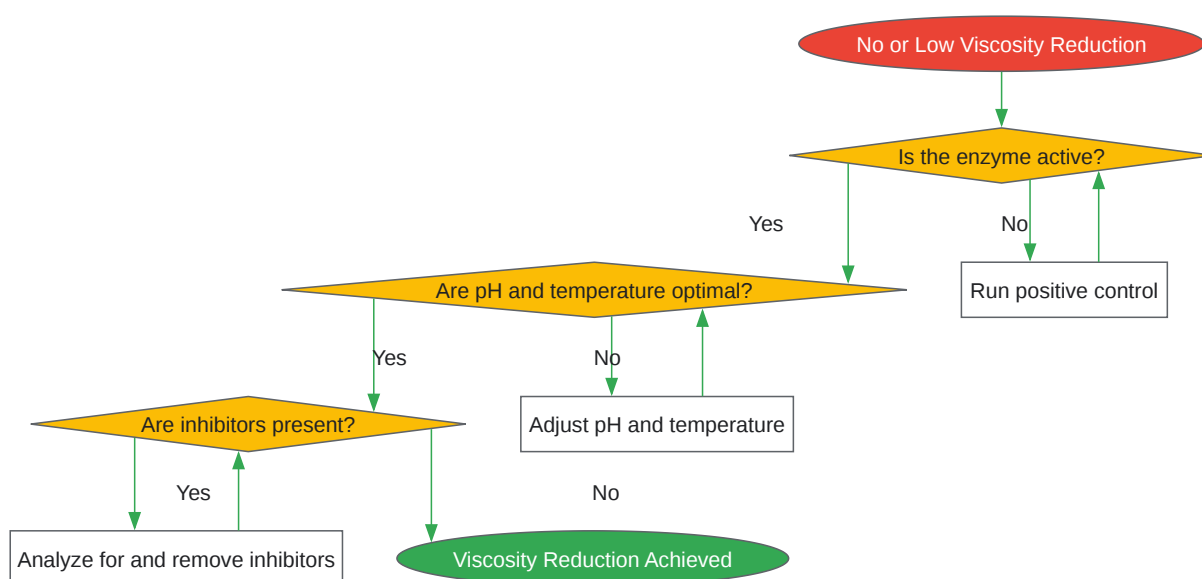 No or Low Viscosity Reduction
Is the enzyme active?
Yes
No
Are pH and temperature optimal?
Run positive control
Yes
No
Are inhibitors present?
Adjust pH and temperature
Yes
No
Analyze for and remove inhibitors
Viscosity Reduction Achieved